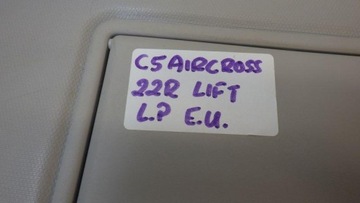 C5 AIRCROSS
22R LIFT
L.P E.U.